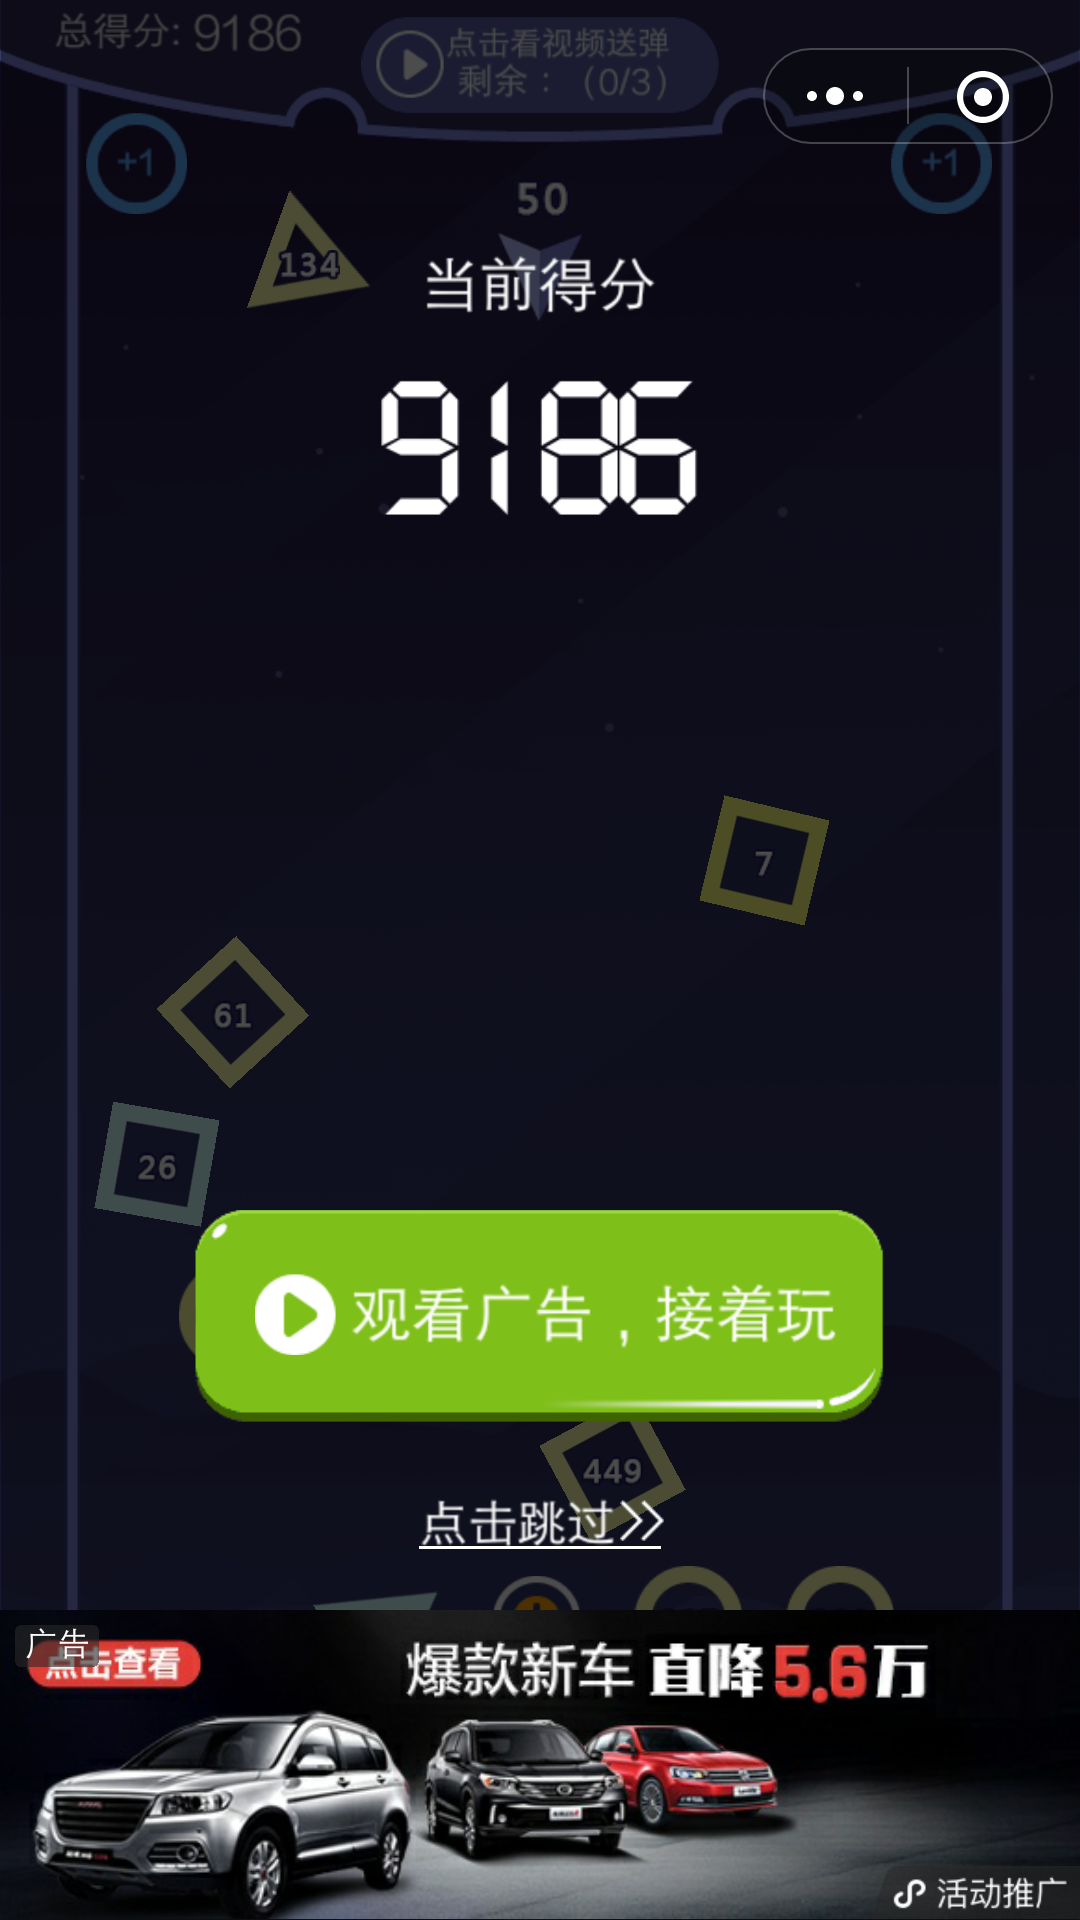 总得分: 9186
点击看视频送弹
剩余：（0/3）
+1
+1
50
134
当前得分
9186
7
61
26
观看广告，接着玩
449
点击跳过>>
广告
点击查看
爆款新车 直降5.6万
活动推广